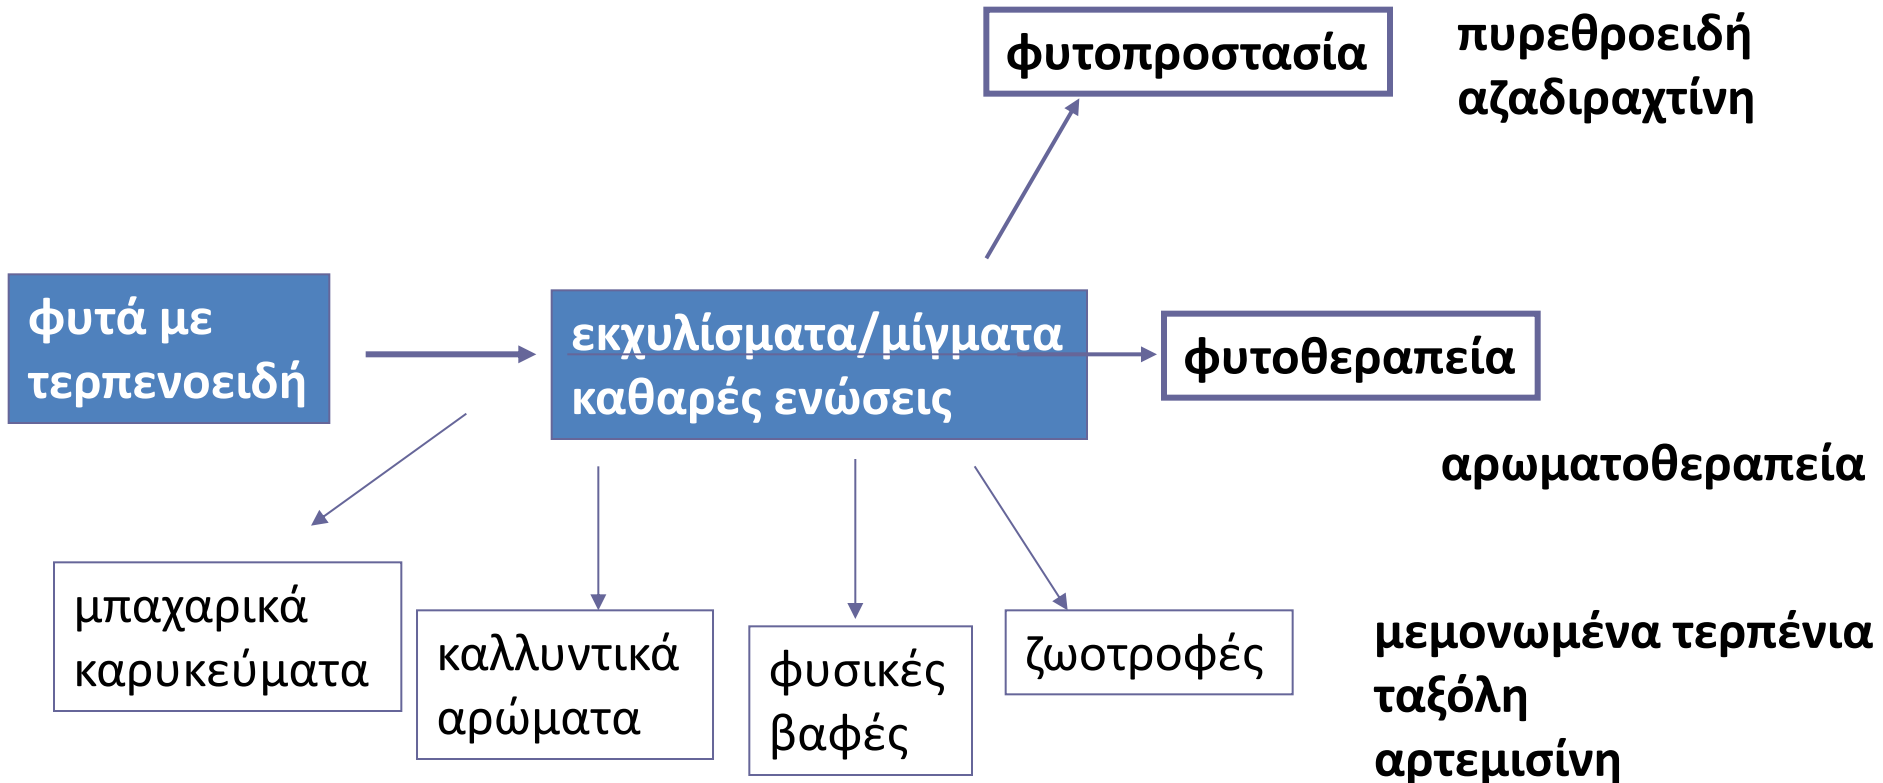 φυτοπροστασία
πυρεθροειδή
αζαδιραχτίνη
φυτά με
τερπενοειδή
εκχυλίσματα/μίγματα
καθαρές ενώσεις
φυτοθεραπεία
αρωματοθεραπεία
μπαχαρικά
καρυκεύματα
καλλυντικά
αρώματα
φυσικές
βαφές
ζωοτροφές
μεμονωμένα τερπένια
ταξόλη
αρτεμισίνη